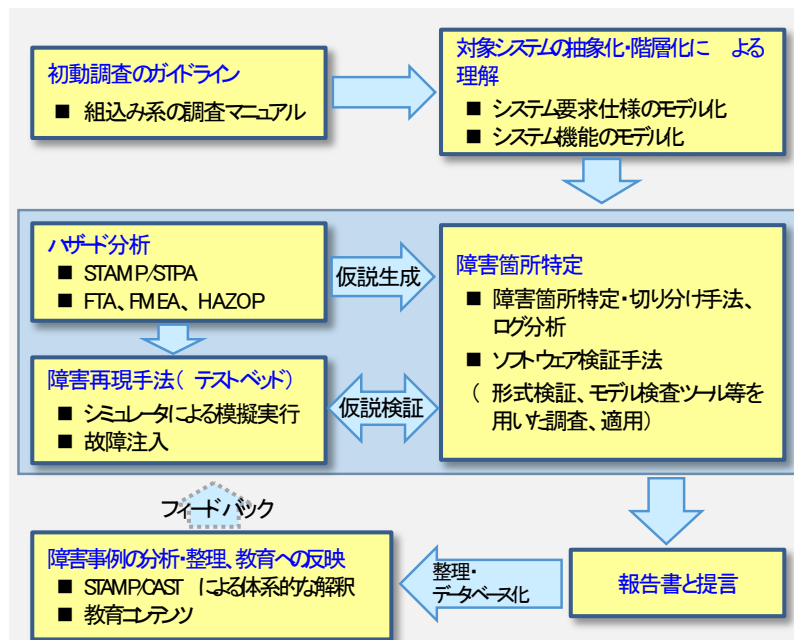 初動調査のガイドライン
■ 組込み系の調査マニュアル
対象システムの抽象化・階層化に よる
理解
■ システム要求仕様のモデル化
■ システム機能のモデル化
ハザード分析
■ STAMP/STPA
■ FTA、FMEA、HAZOP
仮説生成
障害箇所特定
■ 障害箇所特定・切り分け手法、
ログ分析
■ ソフトウェア検証手法
( 形式検証、モデル検査ツール等を
用いた調査、適用)
障害再現手法( テストベッド)
■ シミュレータによる模擬実行
■ 故障注入
仮説検証
フィードバック
障害事例の分析・整理、教育への反映
■ STAMP/CAST による体系的な解釈
■ 教育コンテンツ
整理・
データベース化
報告書と提言